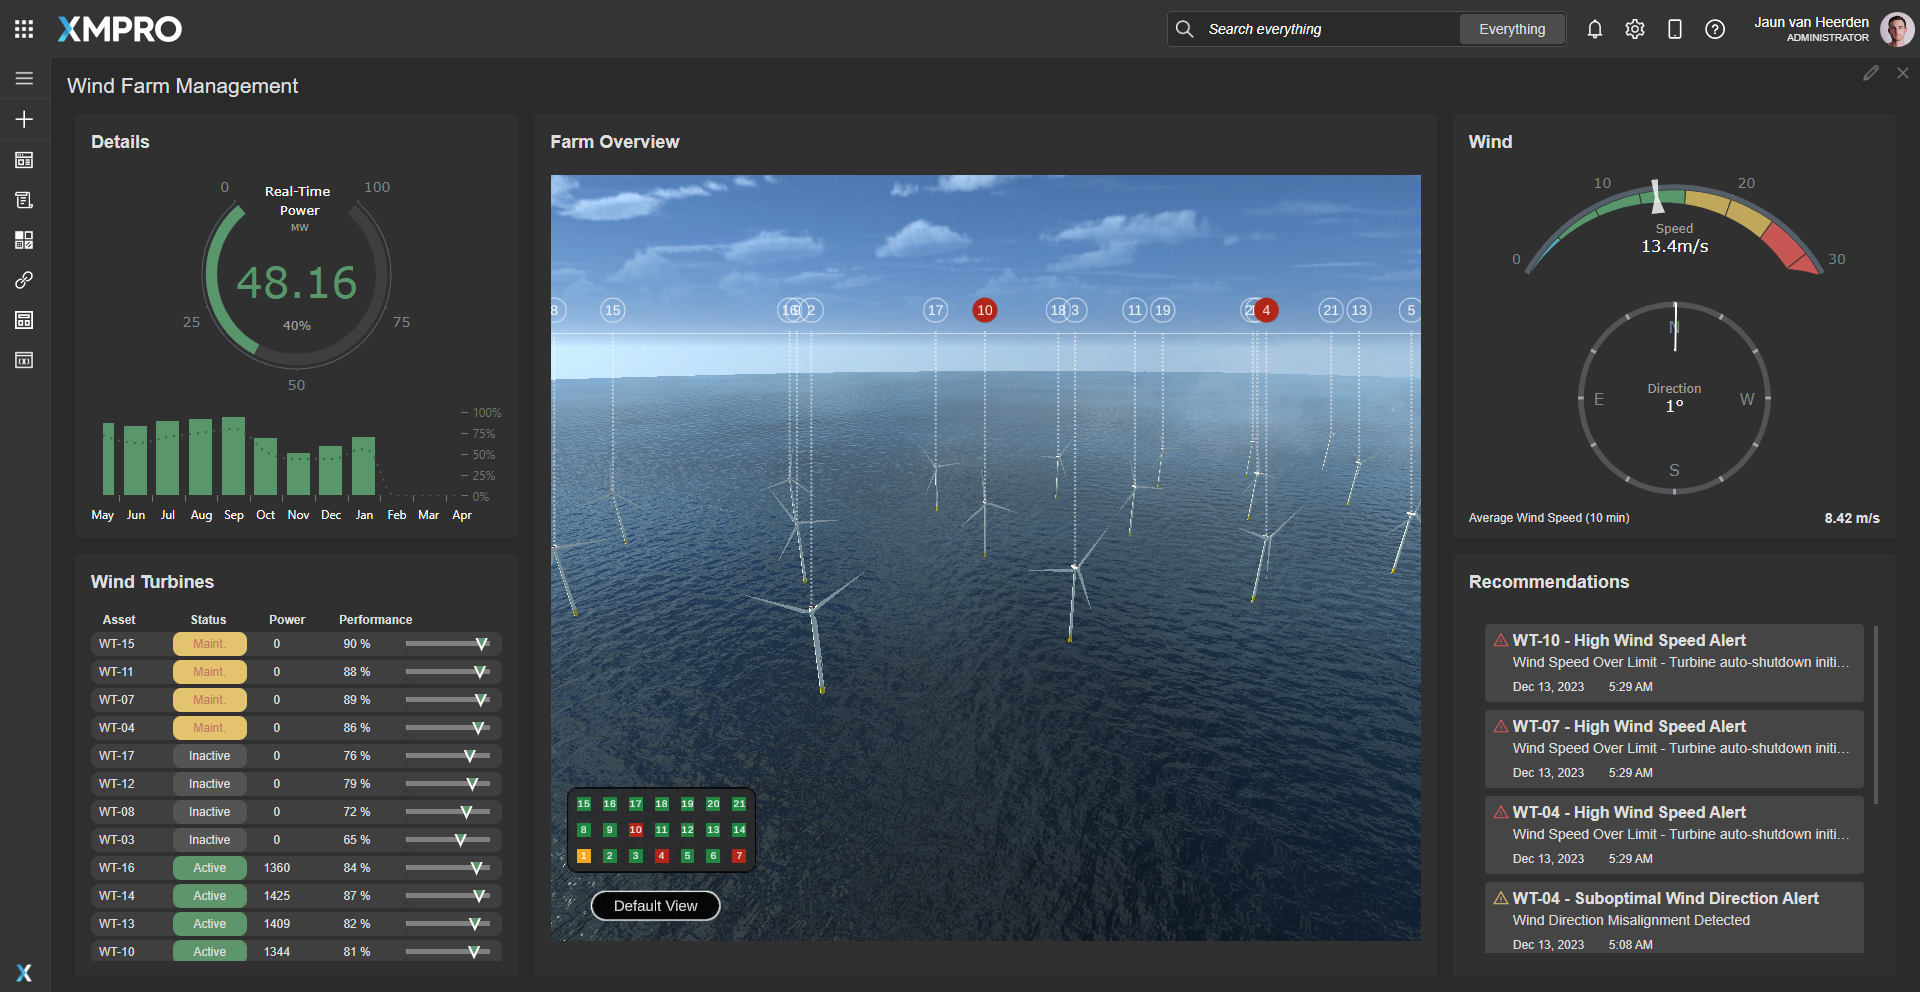 XMPRO
Search everything
Everything
Jaun van Heerden
ADMINISTRATOR
Wind Farm Management
Details
0
Real-Time
Power
MW
100
48.16
40%
25
75
50
100%
75%
50%
25%
0%
May Jun Jul Aug Sep Oct Nov Dec Jan Feb Mar Apr
Wind Turbines
Asset Status Power Performance
WT-15 Maint. 0 90 %
WT-11 Maint. 0 88 %
WT-07 Maint. 0 89 %
WT-04 Maint. 0 86 %
WT-17 Inactive 0 76 %
WT-12 Inactive 0 79 %
WT-08 Inactive 0 72 %
WT-03 Inactive 0 65 %
WT-16 Active 1360 84 %
WT-14 Active 1425 87 %
WT-13 Active 1409 82 %
WT-10 Active 1344 81 %
Farm Overview
8 15 16 2 17 10 18 3 11 19 4 21 13 5
15 16 17 18 19 20 21
8 9 10 11 12 13 14
1 2 3 4 5 6 7
Default View
Wind
10
20
0
Speed
13.4m/s
30
N
Direction
1°
E
W
S
Average Wind Speed (10 min) 8.42 m/s
Recommendations
WT-10 - High Wind Speed Alert
Wind Speed Over Limit - Turbine auto-shutdown initi...
Dec 13, 2023 5:29 AM
WT-07 - High Wind Speed Alert
Wind Speed Over Limit - Turbine auto-shutdown initi...
Dec 13, 2023 5:29 AM
WT-04 - High Wind Speed Alert
Wind Speed Over Limit - Turbine auto-shutdown initi...
Dec 13, 2023 5:29 AM
WT-04 - Suboptimal Wind Direction Alert
Wind Direction Misalignment Detected
Dec 13, 2023 5:08 AM